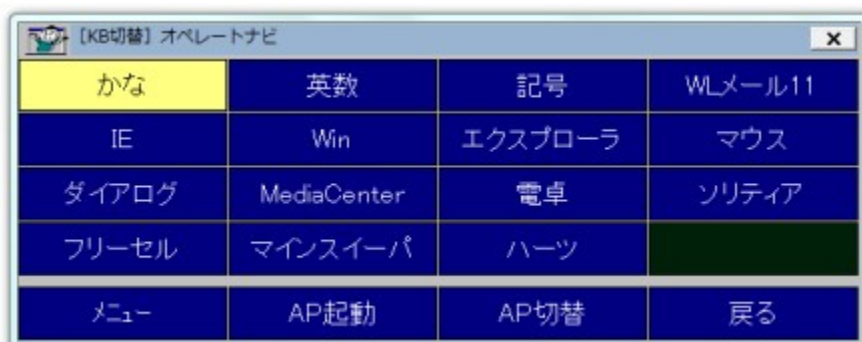 [KB切替] オペレートナビ
かな 英数 記号 WLメール11
IE Win エクスプローラ マウス
ダイアログ MediaCenter 電卓 ソリティア
フリーセル マインスイーパ ハーツ
メニュー AP起動 AP切替 戻る